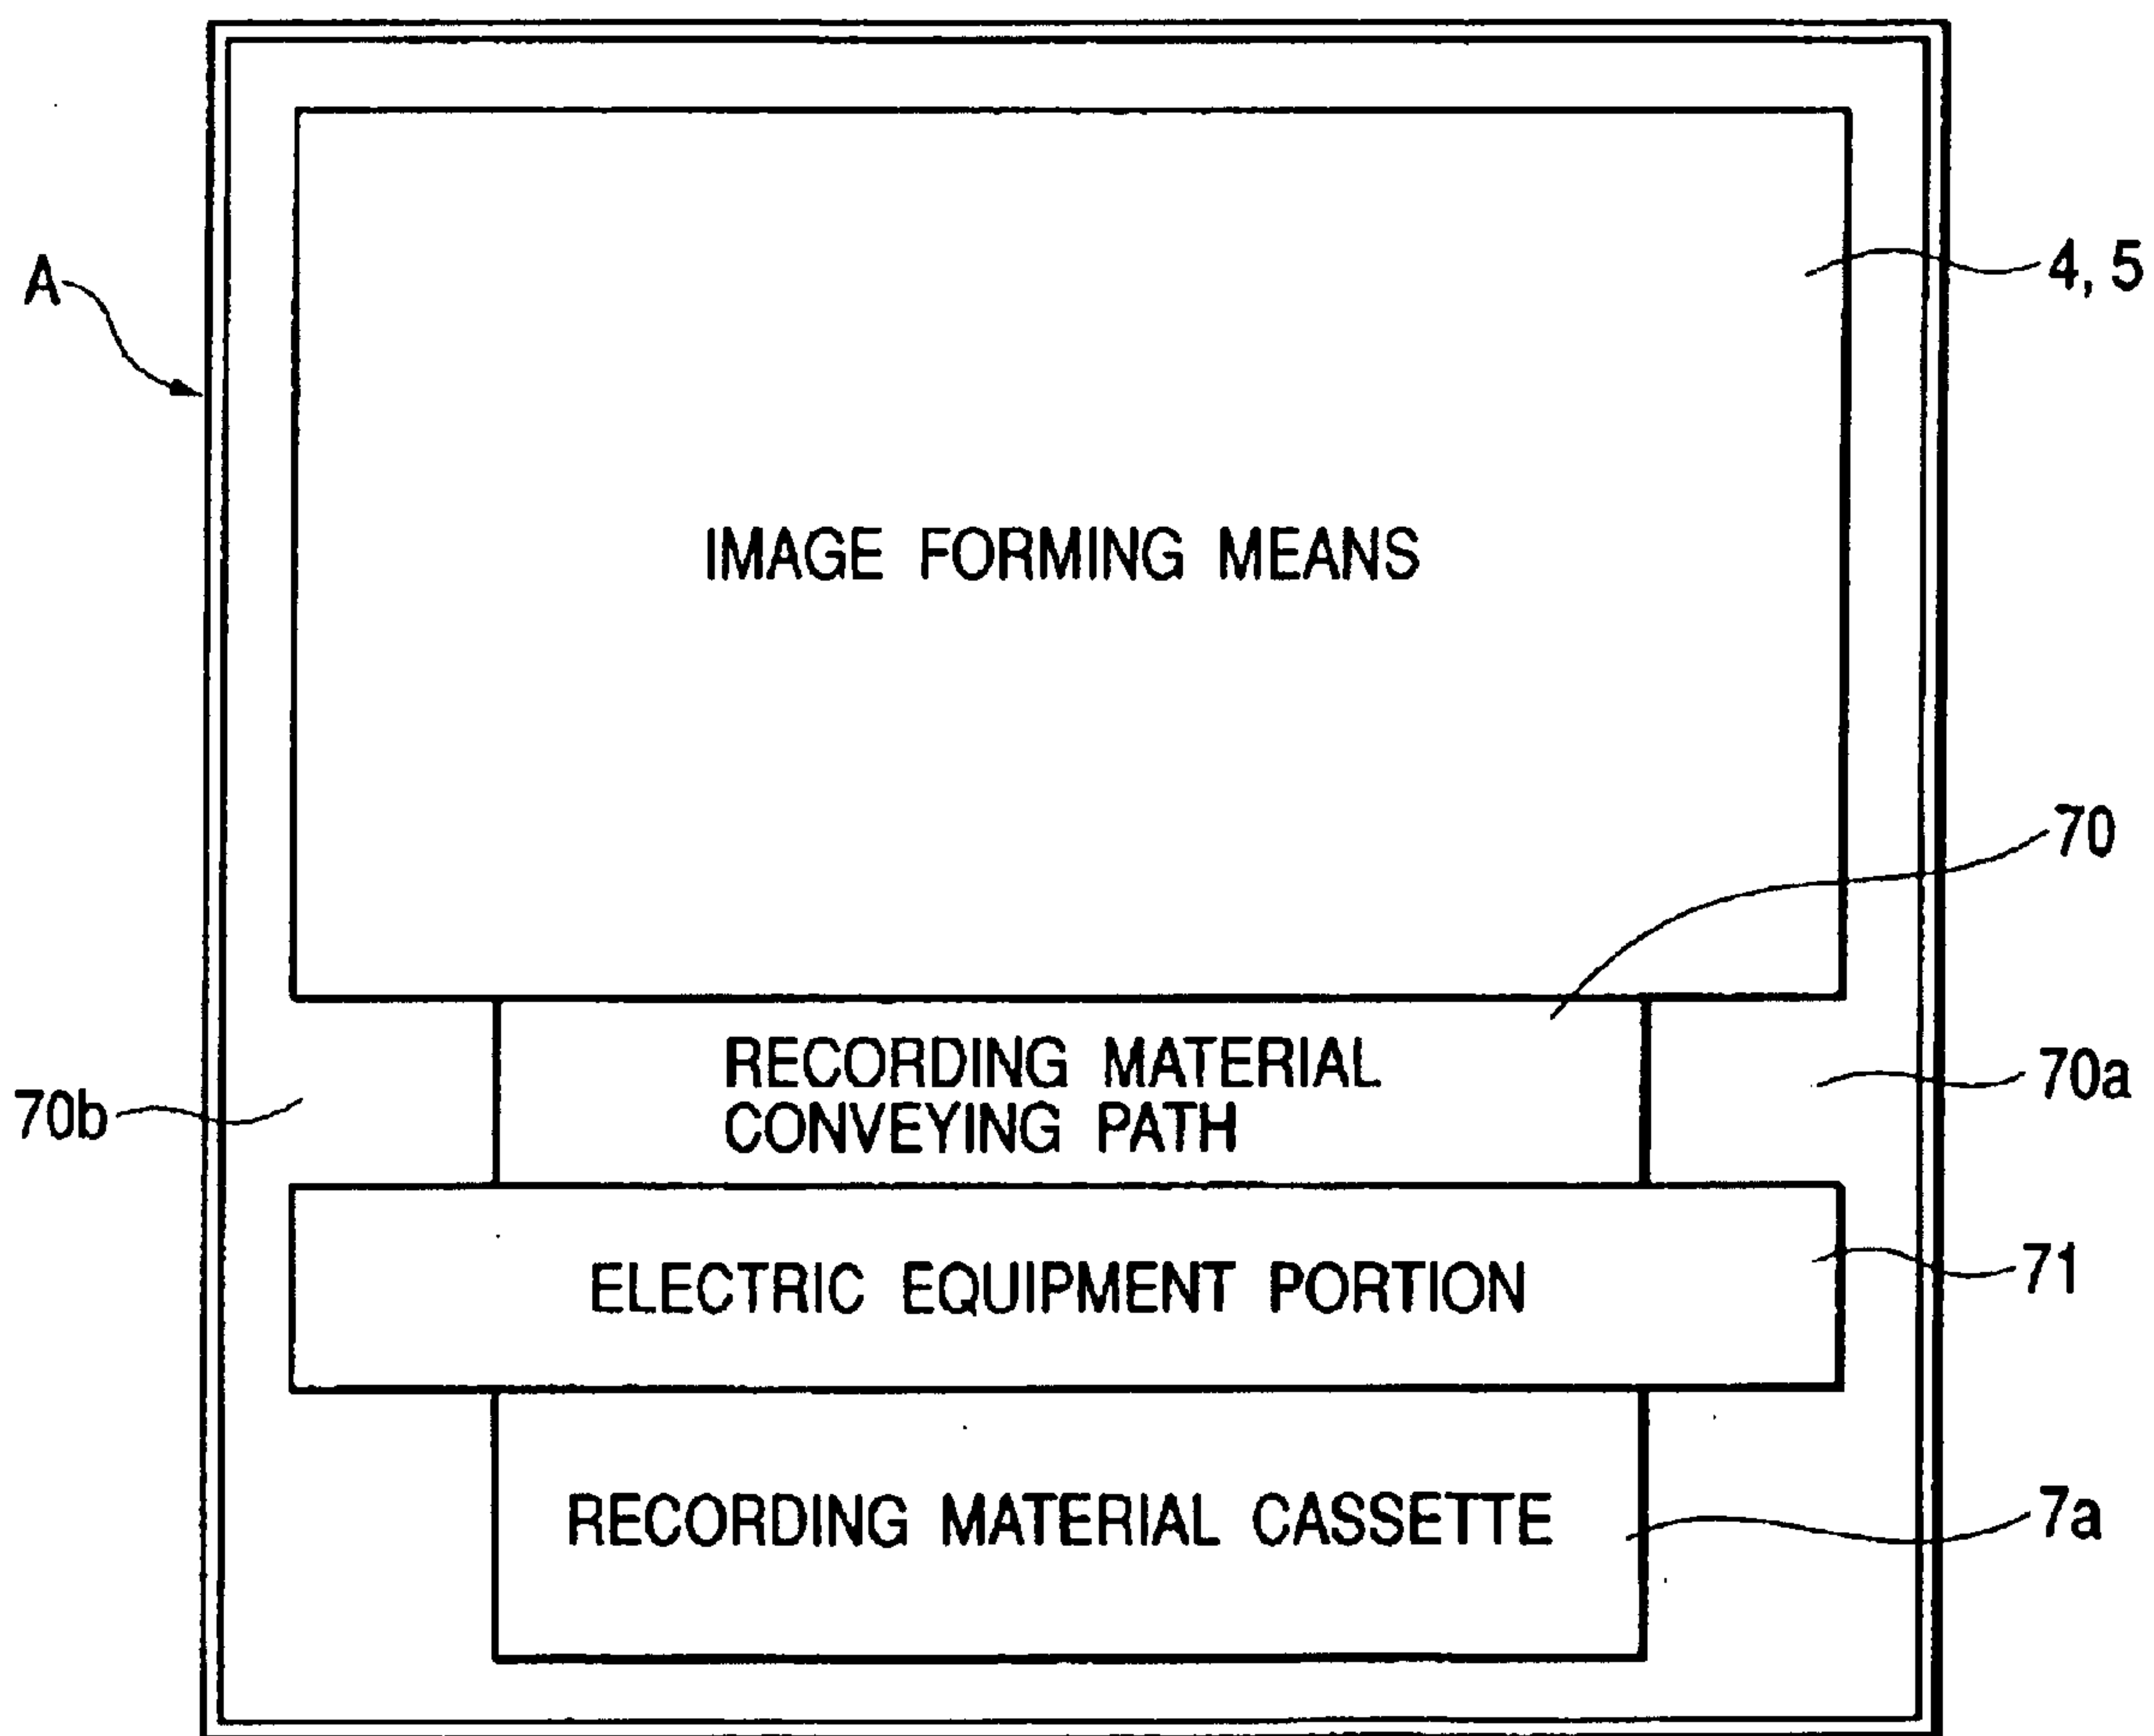 A
4, 5
IMAGE FORMING MEANS
70
RECORDING MATERIAL
CONVEYING PATH
70a
70b
ELECTRIC EQUIPMENT PORTION
71
RECORDING MATERIAL CASSETTE
7a